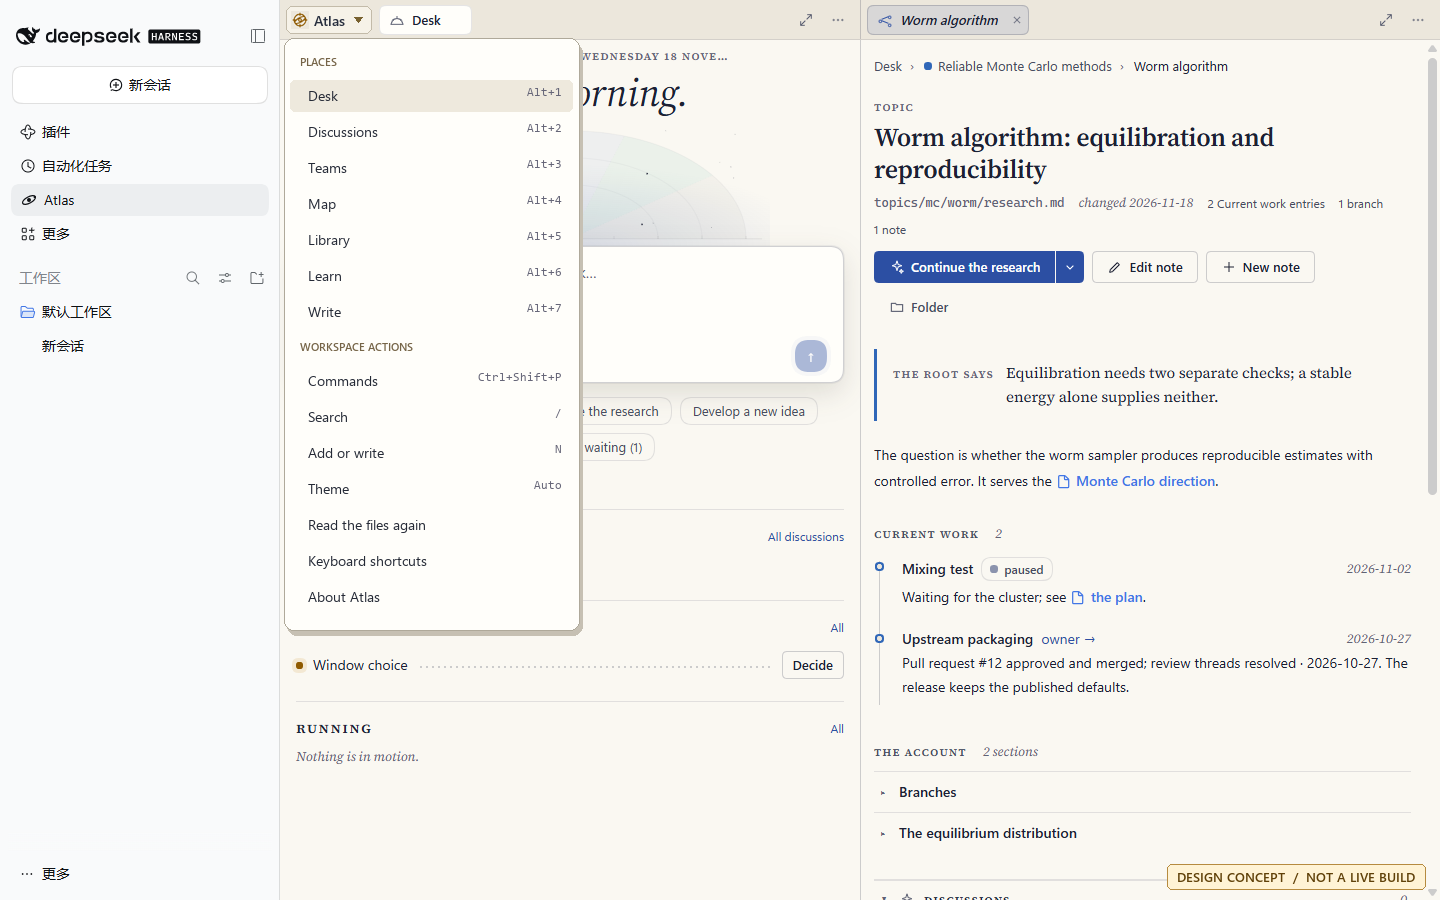 deepseek HARNESS
新会话
插件
自动化任务
Atlas
更多
工作区
默认工作区
新会话
更多
Atlas
Desk
PLACES
Desk Alt+1
Discussions Alt+2
Teams Alt+3
Map Alt+4
Library Alt+5
Learn Alt+6
Write Alt+7
WORKSPACE ACTIONS
Commands Ctrl+Shift+P
Search /
Add or write N
Theme Auto
Read the files again
Keyboard shortcuts
About Atlas
WEDNESDAY 18 NOVE...
orning.
e the research
Develop a new idea
waiting (1)
All discussions
All
Window choice
Decide
RUNNING
All
Nothing is in motion.
Worm algorithm
Desk › Reliable Monte Carlo methods › Worm algorithm
TOPIC
Worm algorithm: equilibration and
reproducibility
topics/mc/worm/research.md changed 2026-11-18 2 Current work entries 1 branch
1 note
Continue the research
Edit note
New note
Folder
THE ROOT SAYS Equilibration needs two separate checks; a stable
energy alone supplies neither.
The question is whether the worm sampler produces reproducible estimates with
controlled error. It serves the Monte Carlo direction.
CURRENT WORK 2
Mixing test paused 2026-11-02
Waiting for the cluster; see the plan.
Upstream packaging owner → 2026-10-27
Pull request #12 approved and merged; review threads resolved · 2026-10-27. The
release keeps the published defaults.
THE ACCOUNT 2 sections
Branches
The equilibrium distribution
DESIGN CONCEPT / NOT A LIVE BUILD
DISCUSSIONS